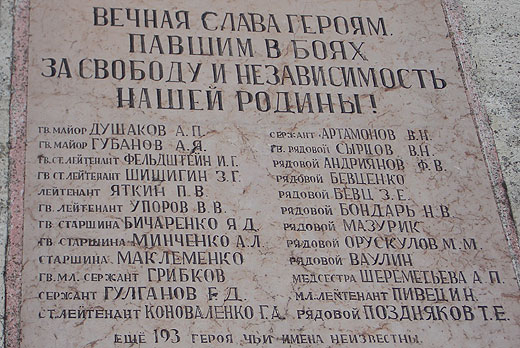 ВЕЧНАЯ СЛАВА ГЕРОЯМ,
ПАВШИМ В БОЯХ
ЗА СВОБОДУ И НЕЗАВИСИМОСТЬ
НАШЕЙ РОДИНЫ!
ГВ. МАЙОР ДУШАКОВ А. П.
ГВ. МАЙОР ГУБАНОВ А. Я.
ГВ. СТ. ЛЕЙТЕНАНТ ФЕЛЬДШТЕЙН И. Г.
ГВ СТ. ЛЕЙТЕНАНТ ШИШИГИН З. Г.
ЛЕЙТЕНАНТ ЯТКИН П. В.
ГВ. ЛЕЙТЕНАНТ УПОРОВ В. В.
ГВ. СТАРШИНА БИЧАРЕНКО Я. Д.
ГВ. СТАРШИНА МИНЧЕНКО А. Л.
СТАРШИНА МАКЛЕМЕНКО
ГВ. МЛ. СЕРЖАНТ ГРИБКОВ
СЕРЖАНТ ГУЛГАНОВ Б. Д.
СТ. ЛЕЙТЕНАНТ КОНОВАЛЕНКО Г. А.
СЕРЖАНТ АРТАМОНОВ В. Н.
ГВ. РЯДОВОЙ СЫРЦОВ В. Н.
РЯДОВОЙ АНДРИЯНОВ Ф. В.
РЯДОВОЙ БЕВЦЕНКО
РЯДОВОЙ БЕВЦ З. Е.
РЯДОВОЙ БОНДАРЬ Н. В.
РЯДОВОЙ МАЗУРИК
РЯДОВОЙ ОРУСКУЛОВ М. М.
РЯДОВОЙ ВАУЛИН
МЕДСЕСТРА ШЕРЕМЕТЬЕВА А. П.
МЛ. ЛЕЙТЕНАНТ ПИВЕЦ И. Н.
РЯДОВОЙ ПОЗДНЯКОВ Т. Е.
ЕЩЁ 193 ГЕРОЯ ЧЬИ ИМЕНА НЕИЗВЕСТНЫ.